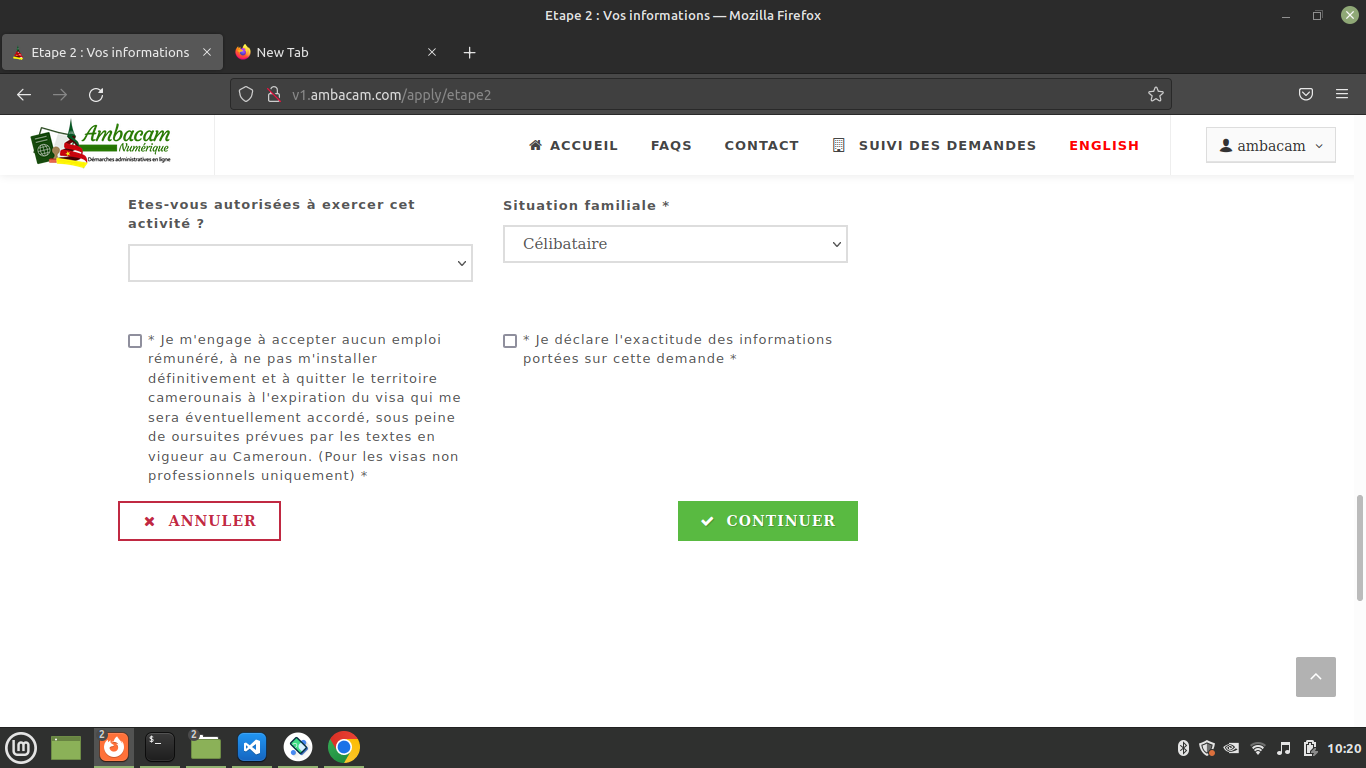 Etape 2 : Vos informations — Mozilla Firefox
Etape 2 : Vos informations
New Tab
v1.ambacam.com/apply/etape2
Ambacam
Numérique
Démarches administratives en ligne
ACCUEIL
FAQS
CONTACT
SUIVI DES DEMANDES
ENGLISH
ambacam
Etes-vous autorisées à exercer cet
activité ?
Situation familiale *
Célibataire
* Je m'engage à accepter aucun emploi
rémunéré, à ne pas m'installer
définitivement et à quitter le territoire
camerounais à l'expiration du visa qui me
sera éventuellement accordé, sous peine
de oursuites prévues par les textes en
vigueur au Cameroun. (Pour les visas non
professionnels uniquement) *
* Je déclare l'exactitude des informations
portées sur cette demande *
ANNULER
CONTINUER
2
$_
2
10:20